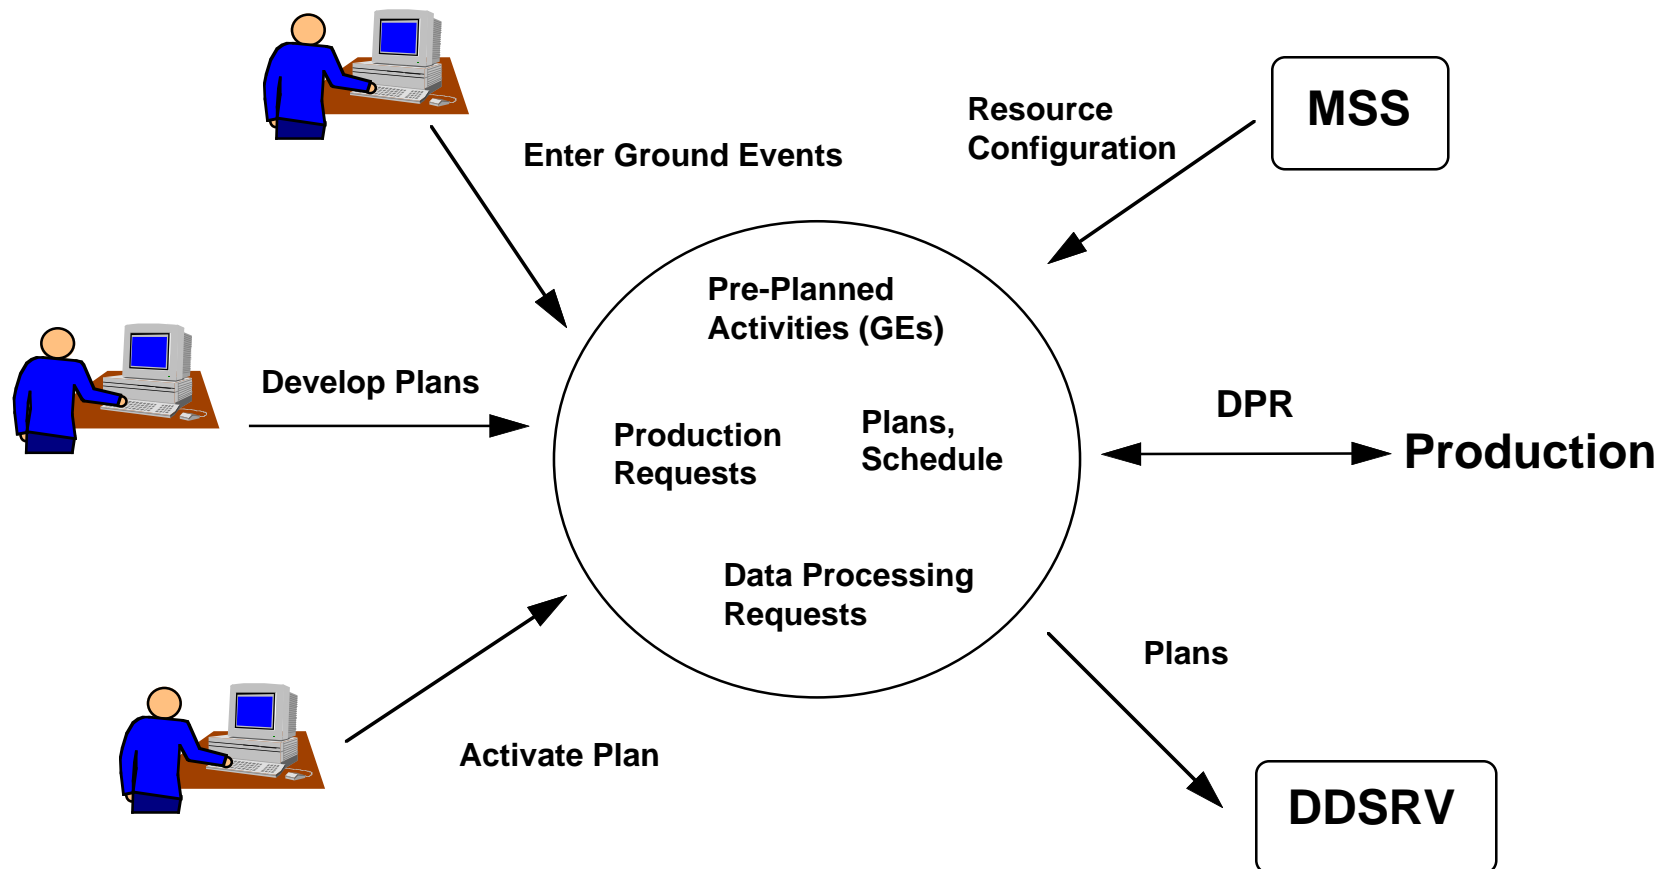 Enter Ground Events
Resource
Configuration
MSS
Pre-Planned
Activities (GEs)
Develop Plans
Production
Requests
Plans,
Schedule
DPR
Production
Data Processing
Requests
Plans
Activate Plan
DDSRV